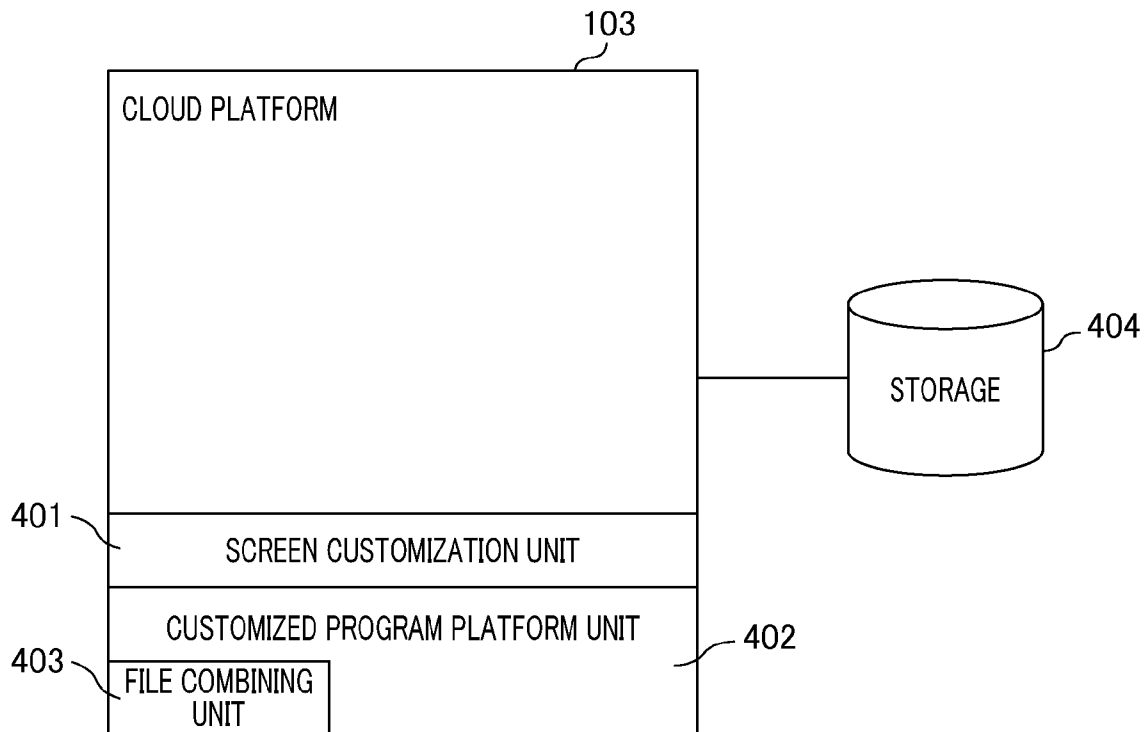 103
CLOUD PLATFORM
404
STORAGE
401
SCREEN CUSTOMIZATION UNIT
CUSTOMIZED PROGRAM PLATFORM UNIT
402
403
FILE COMBINING
UNIT